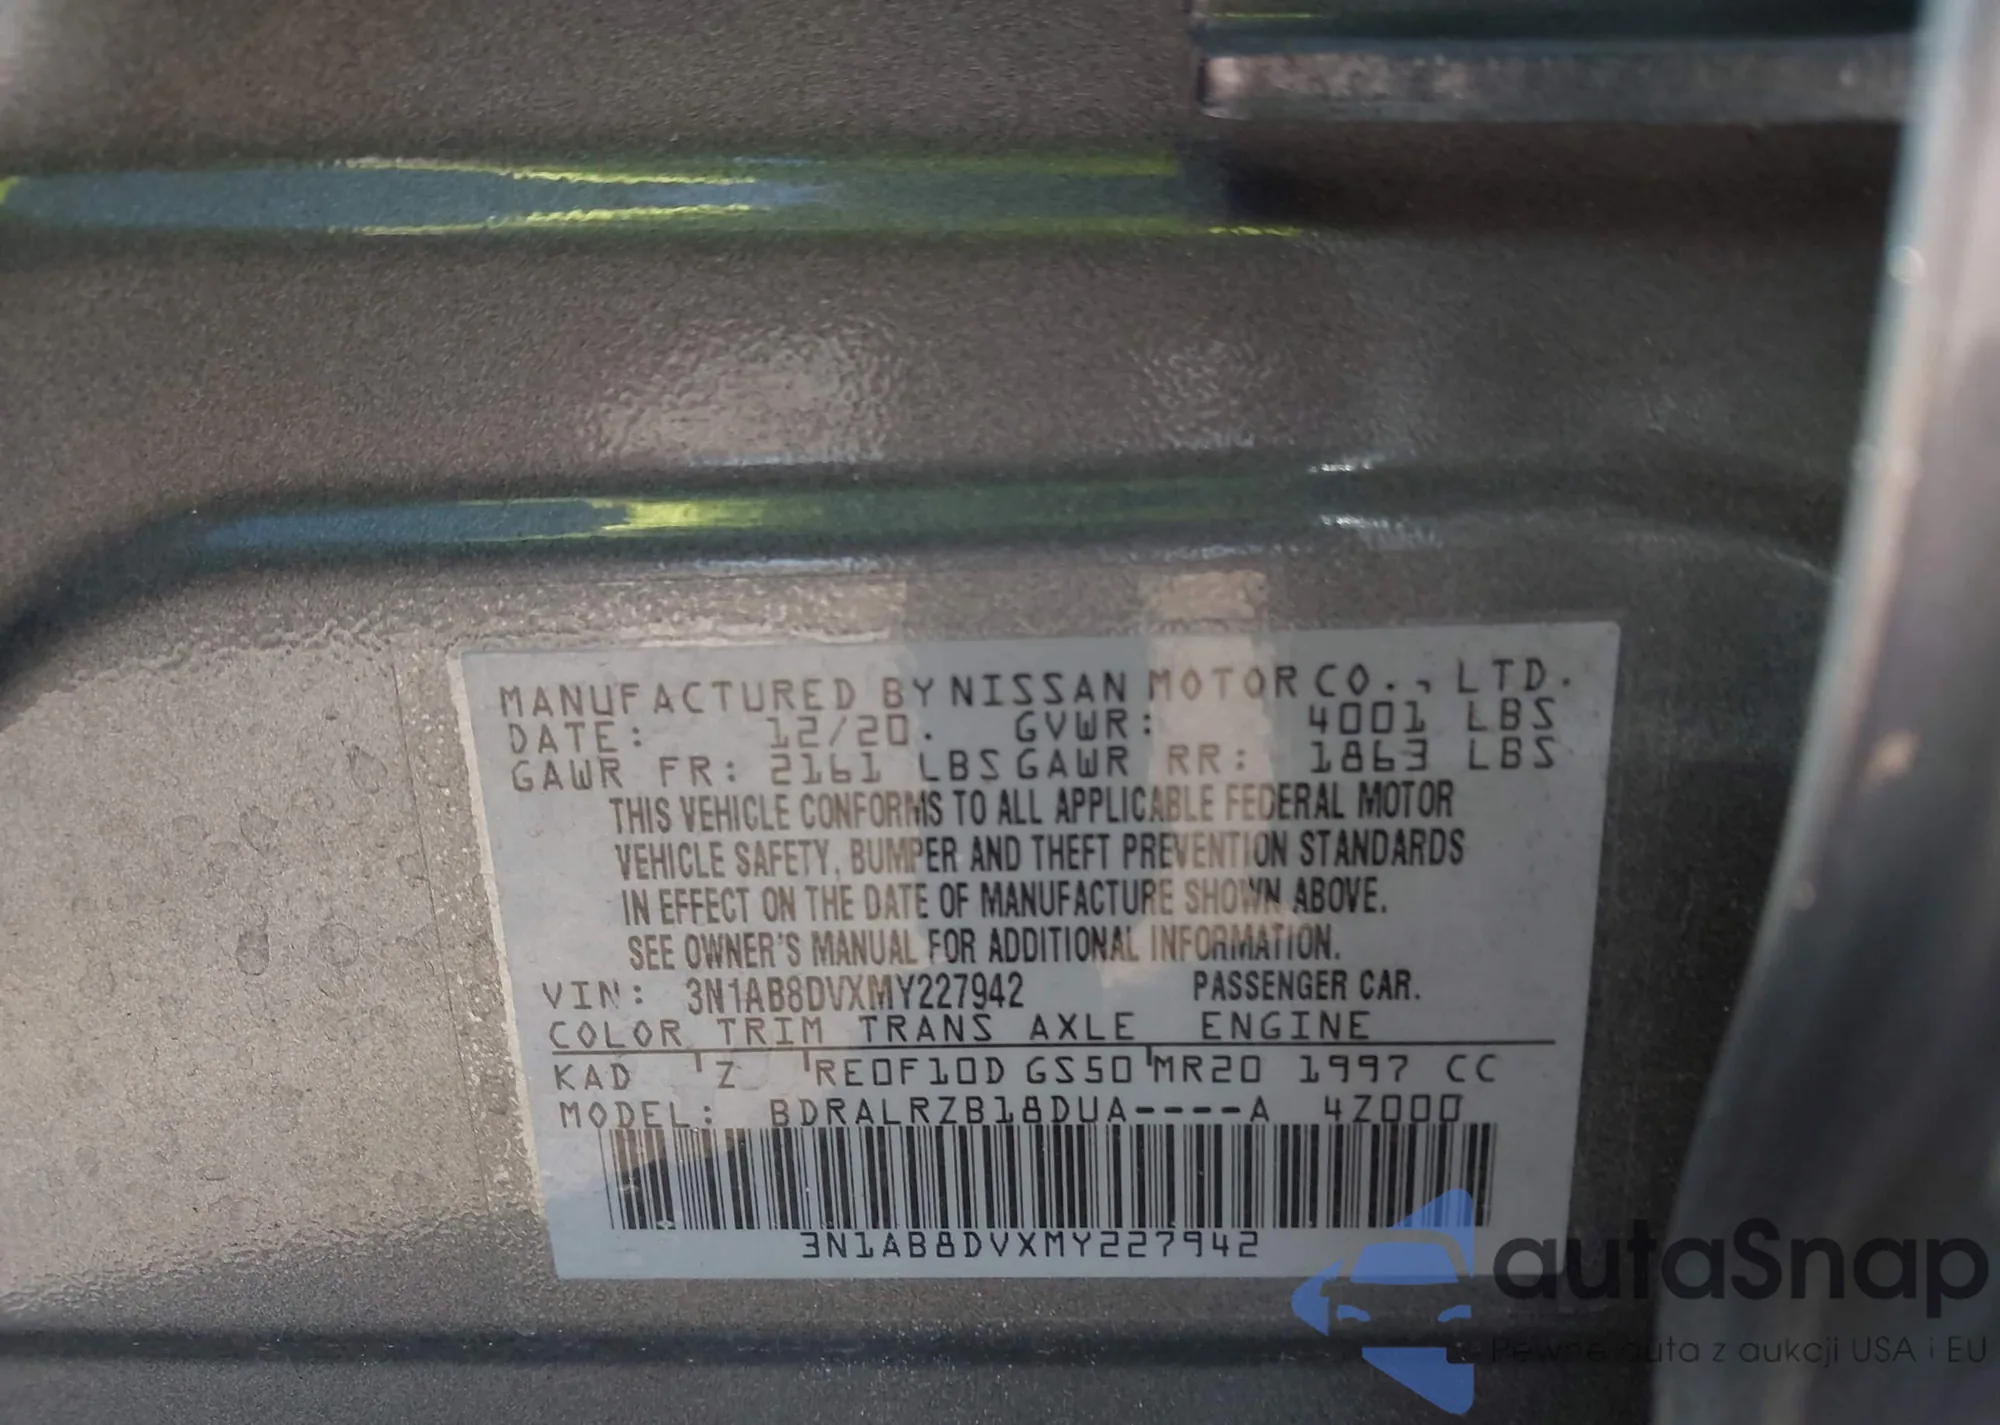 MANUFACTURED BY NISSAN MOTOR CO., LTD.
DATE: 12/20. GVWR: 4001 LBS
GAWR FR: 2161 LBS GAWR RR: 1863 LBS
THIS VEHICLE CONFORMS TO ALL APPLICABLE FEDERAL MOTOR
VEHICLE SAFETY, BUMPER AND THEFT PREVENTION STANDARDS
IN EFFECT ON THE DATE OF MANUFACTURE SHOWN ABOVE.
SEE OWNER'S MANUAL FOR ADDITIONAL INFORMATION.
VIN: 3N1AB8DVXMY227942 PASSENGER CAR.
COLOR TRIM TRANS AXLE ENGINE
KAD Z RE0F10D GS50 MR20 1997 CC
MODEL: BDRALRZB18DUA----A 4Z000
3N1AB8DVXMY227942
autaSnap
Pewne auta z aukcji USA i EU